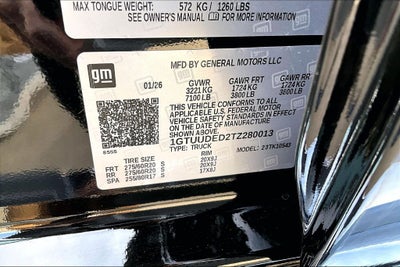 MAX TONGUE WEIGHT: 572 KG / 1260 LBS
SEE OWNER'S MANUAL FOR MORE INFORMATION
gm
MFD BY GENERAL MOTORS LLC
01/26 GVWR GAWR FRT GAWR RR
3221KG 1724KG 1724KG
7100LB 3800LB 3800LB
THIS VEHICLE CONFORMS TO ALL APPLICABLE
U.S. FEDERAL MOTOR VEHICLE
SAFETY STANDARDS IN EFFECT ON THE
DATE OF MANUFACTURE
SHOWN ABOVE.
1GTUUDED2TZ280013
TYPE: TRUCK MODEL:
TIRE SIZE RIM
FRT 275/60R20 S 20X9J
RR 275/60R20 S 20X9J
SPA 255/80R17 S 17X8J